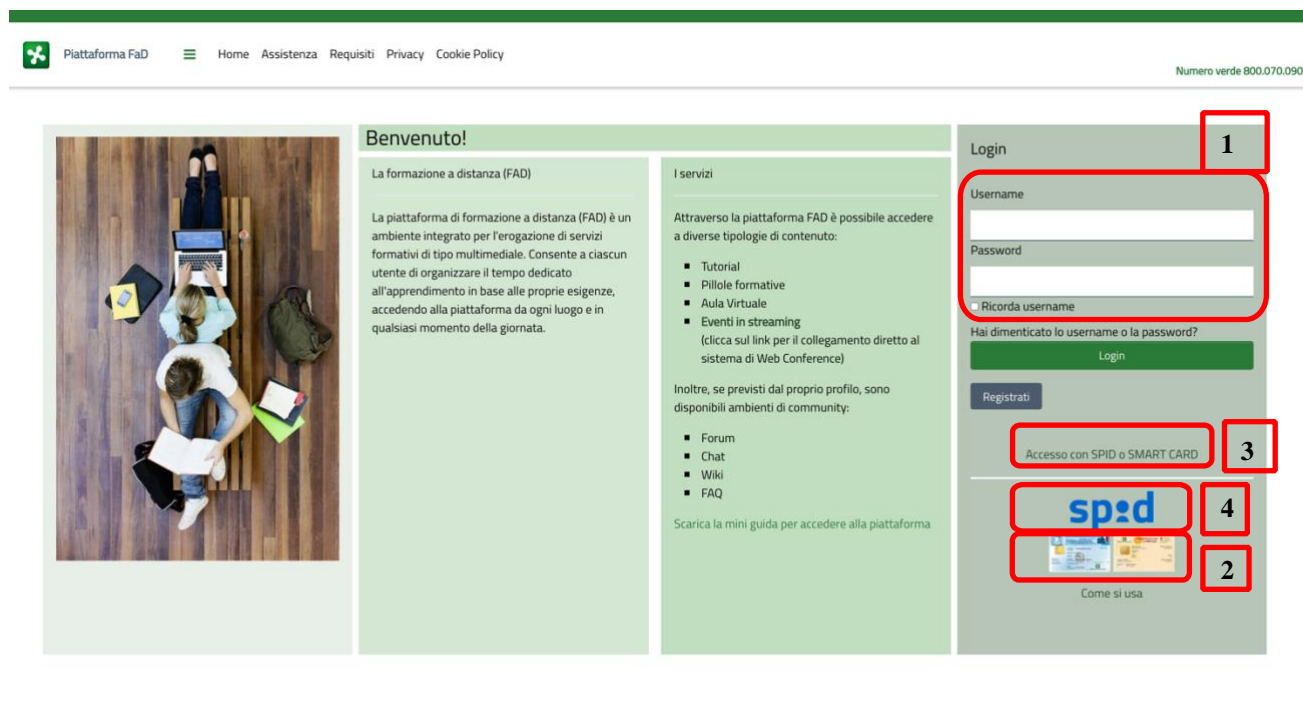 Piattaforma FaD
Home Assistenza Requisiti Privacy Cookie Policy
Numero verde 800.070.090
Benvenuto!
La formazione a distanza (FAD)
La piattaforma di formazione a distanza (FAD) è un
ambiente integrato per l'erogazione di servizi
formativi di tipo multimediale. Consente a ciascun
utente di organizzare il tempo dedicato
all'apprendimento in base alle proprie esigenze,
accedendo alla piattaforma da ogni luogo e in
qualsiasi momento della giornata.
I servizi
Attraverso la piattaforma FAD è possibile accedere
a diverse tipologie di contenuto:
Tutorial
Pillole formative
Aula Virtuale
Eventi in streaming
(clicca sul link per il collegamento diretto al
sistema di Web Conference)
Inoltre, se previsti dal proprio profilo, sono
disponibili ambienti di community:
Forum
Chat
Wiki
FAQ
Scarica la mini guida per accedere alla piattaforma
Login
1
Username
Password
Ricorda username
Hai dimenticato lo username o la password?
Login
Registrati
Accesso con SPID o SMART CARD
3
spid
4
2
Come si usa